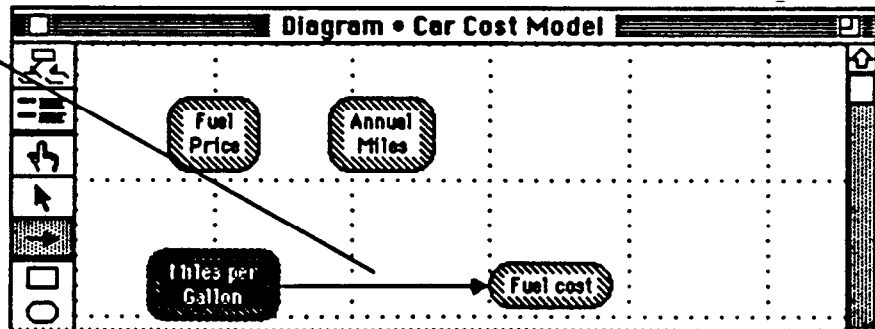 Diagram • Car Cost Model
Fuel
Price
Annual
Miles
Miles per
Gallon
Fuel cost